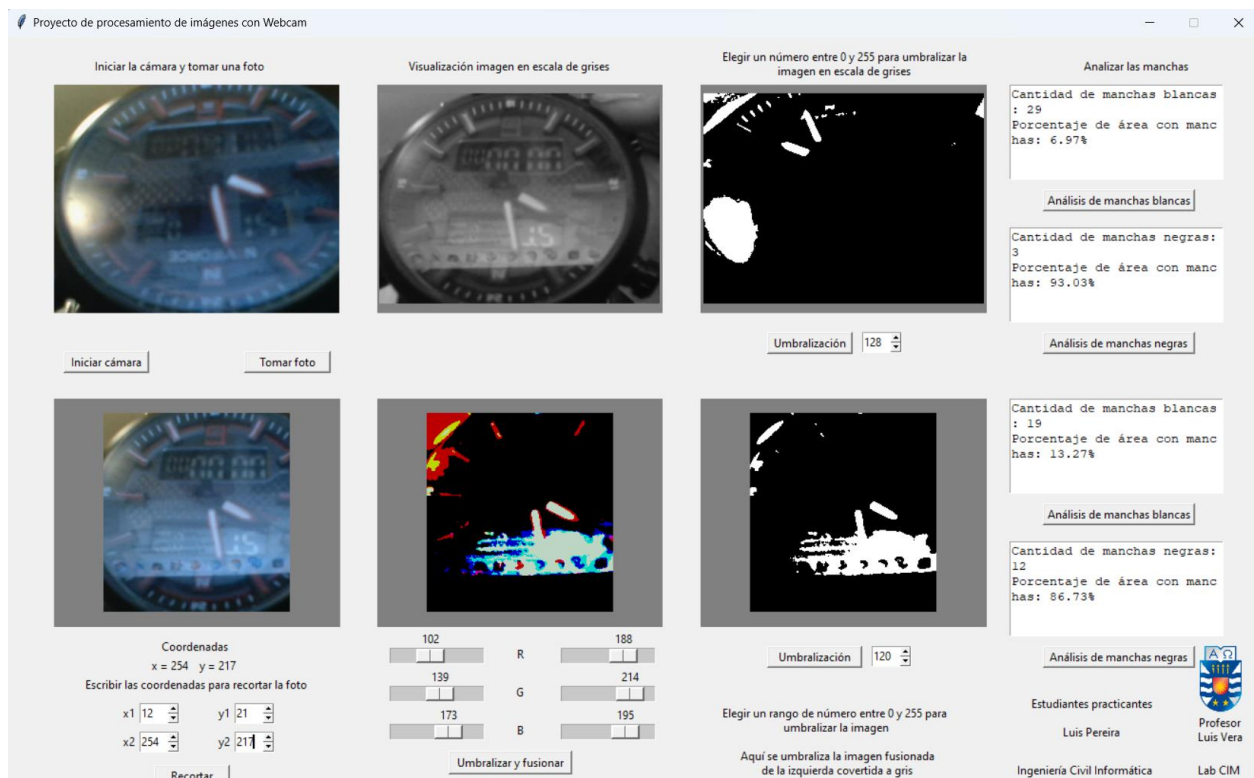 Proyecto de procesamiento de imágenes con Webcam
Iniciar la cámara y tomar una foto
Visualización imagen en escala de grises
Elegir un número entre 0 y 255 para umbralizar la
imagen en escala de grises
Analizar las manchas
Cantidad de manchas blancas
: 29
Porcentaje de área con manc
has: 6.97%
Análisis de manchas blancas
Cantidad de manchas negras:
3
Porcentaje de área con manc
has: 93.03%
Iniciar cámara
Tomar foto
Umbralización
128
Análisis de manchas negras
Cantidad de manchas blancas
: 19
Porcentaje de área con manc
has: 13.27%
Análisis de manchas blancas
Cantidad de manchas negras:
12
Porcentaje de área con manc
has: 86.73%
Coordenadas
x = 254 y = 217
Escribir las coordenadas para recortar la foto
x1 12 y1 21
x2 254 y2 217
Recortar
102 R 188
139 G 214
173 B 195
Umbralizar y fusionar
Umbralización
120
Análisis de manchas negras
Elegir un rango de número entre 0 y 255 para
umbralizar la imagen
Aquí se umbraliza la imagen fusionada
de la izquierda covertida a gris
Estudiantes practicantes
Luis Pereira
Ingeniería Civil Informática
ΑΩ
Profesor
Luis Vera
Lab CIM